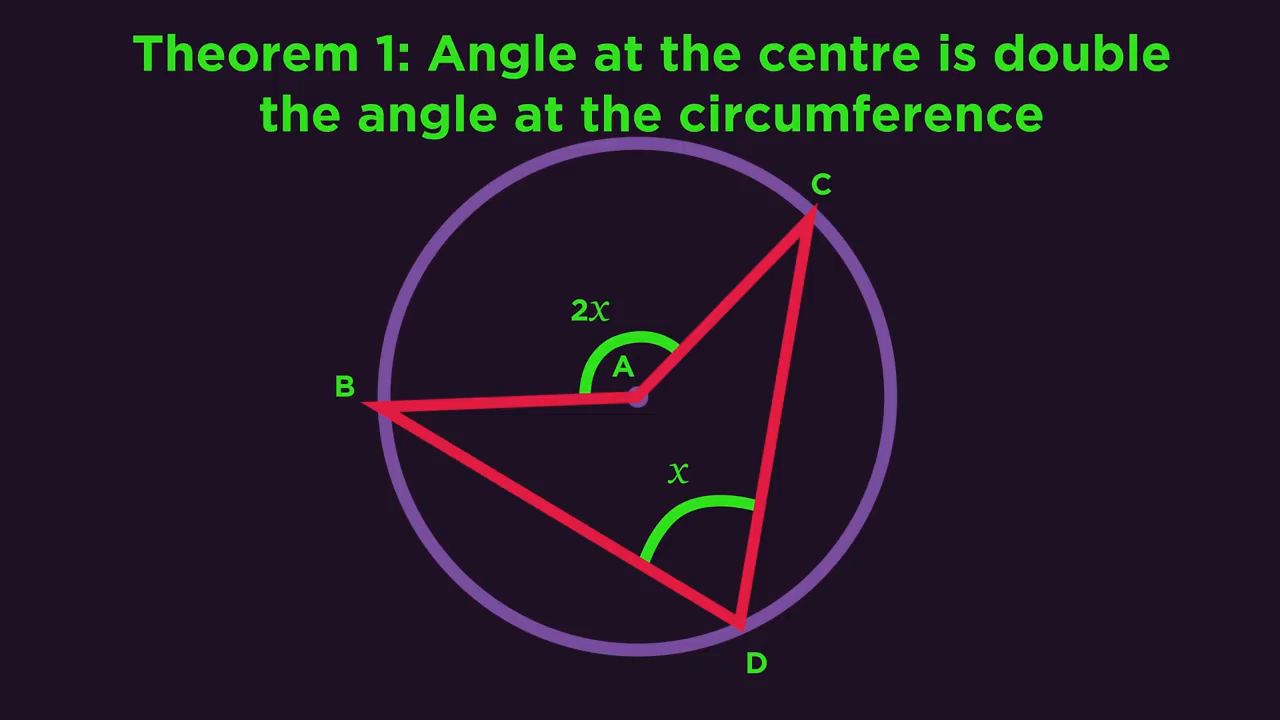 Theorem 1: Angle at the centre is double
the angle at the circumference
C
2x
A
B
x
D